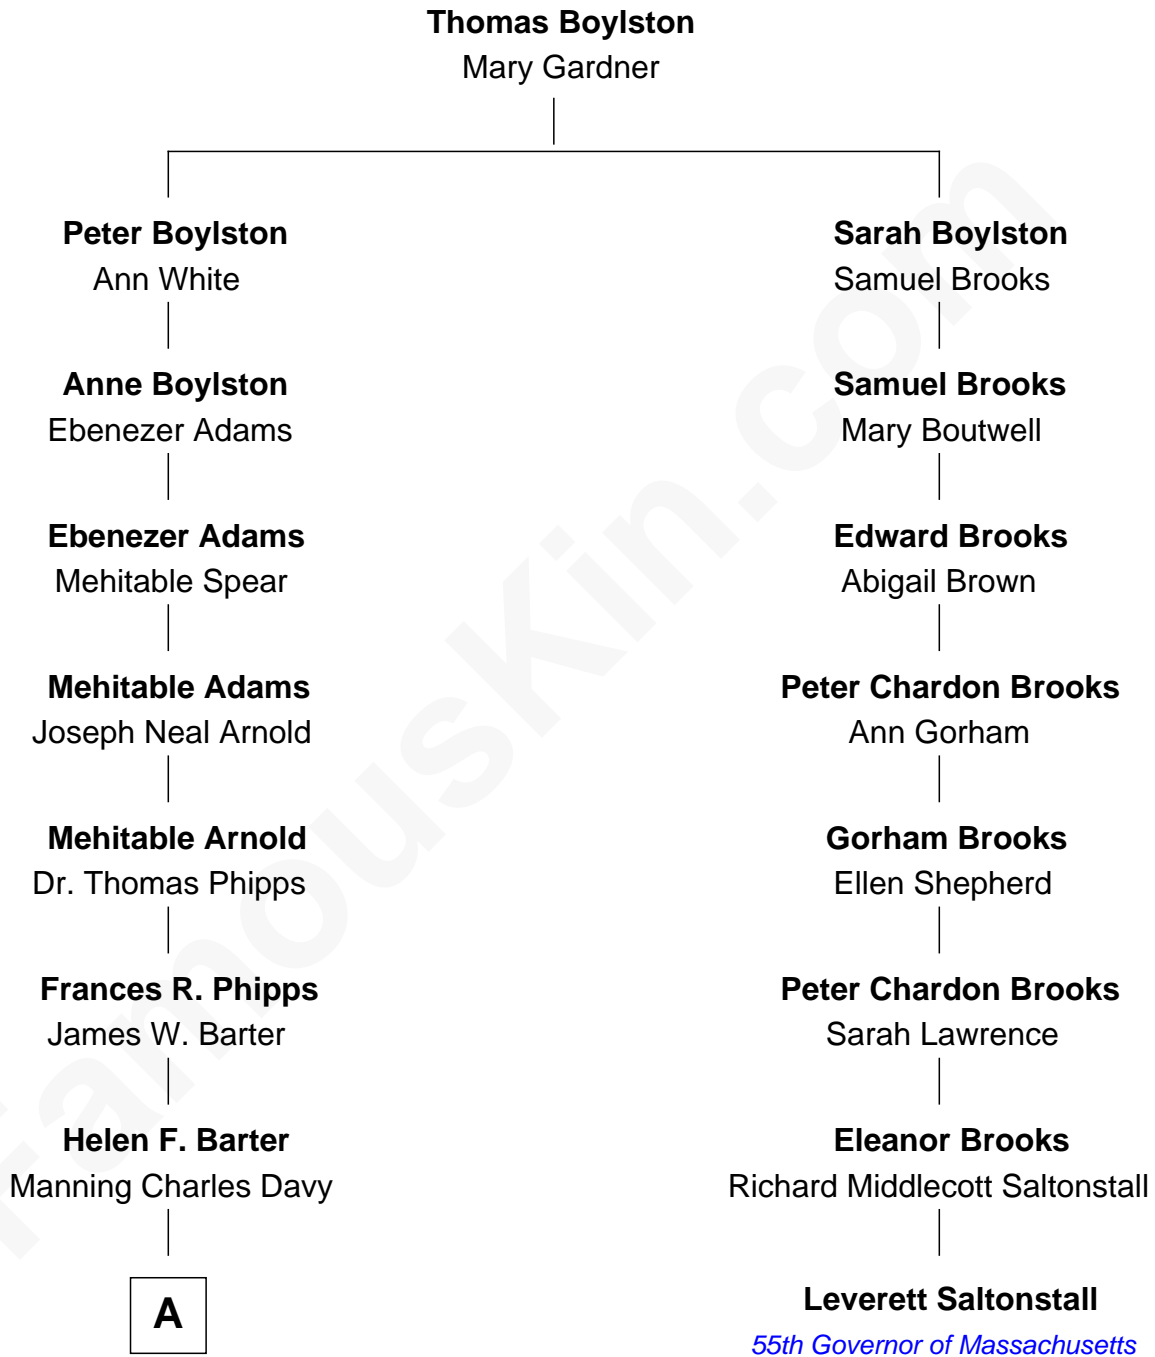 Thomas Boylston
Mary Gardner
Peter Boylston
Ann White
Sarah Boylston
Samuel Brooks
Anne Boylston
Ebenezer Adams
Samuel Brooks
Mary Boutwell
Ebenezer Adams
Mehitable Spear
Edward Brooks
Abigail Brown
Mehitable Adams
Joseph Neal Arnold
Peter Chardon Brooks
Ann Gorham
Mehitable Arnold
Dr. Thomas Phipps
Gorham Brooks
Ellen Shepherd
Frances R. Phipps
James W. Barter
Peter Chardon Brooks
Sarah Lawrence
Helen F. Barter
Manning Charles Davy
Eleanor Brooks
Richard Middlecott Saltonstall
A
Leverett Saltonstall
55th Governor of Massachusetts
FamousKin.com